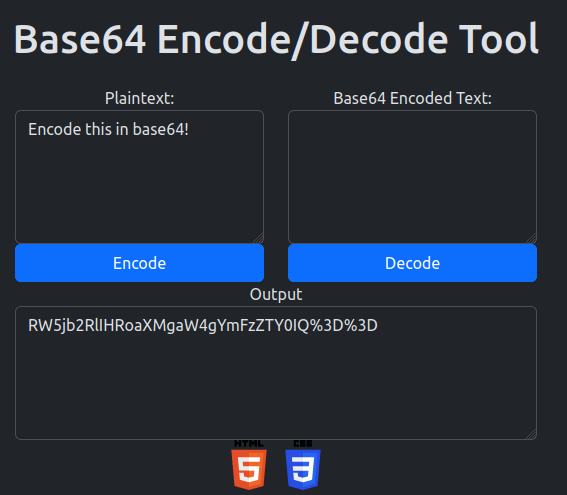 Base64 Encode/Decode Tool
Plaintext:
Base64 Encoded Text:
Encode this in base64!
Encode
Decode
Output
RW5jb2RlIHRoaXMgaW4gYmFzZTY0IQ%3D%3D
HTML
CSS
5
3